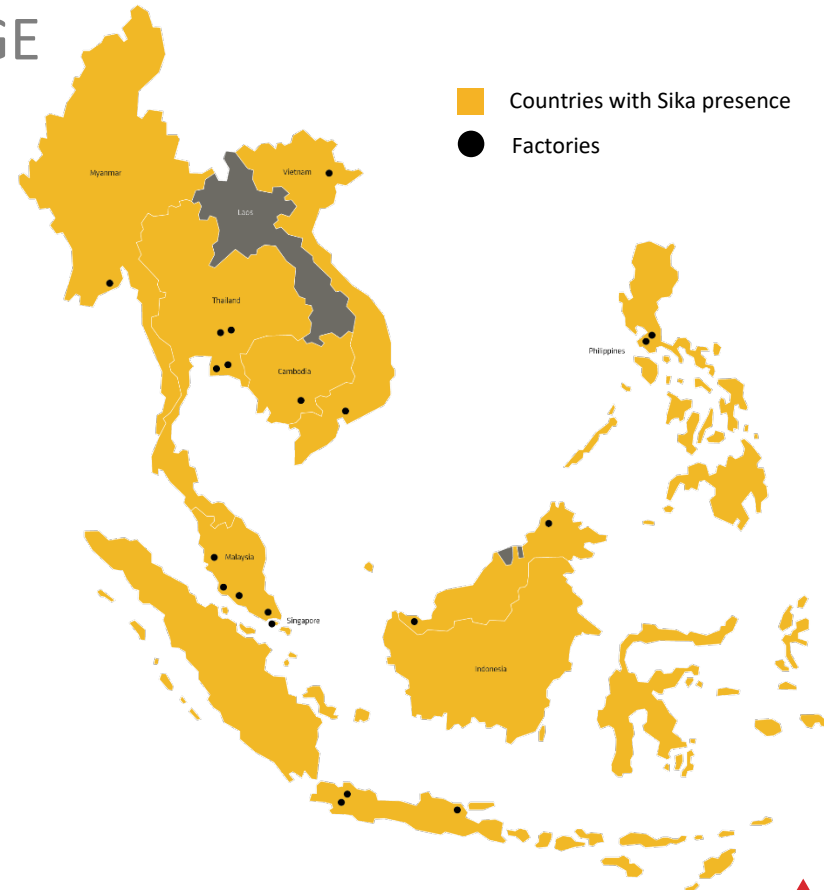 GE
Countries with Sika presence
Factories
Myanmar
Vietnam
Laos
Thailand
Philippines
Cambodia
Malaysia
Singapore
Indonesia